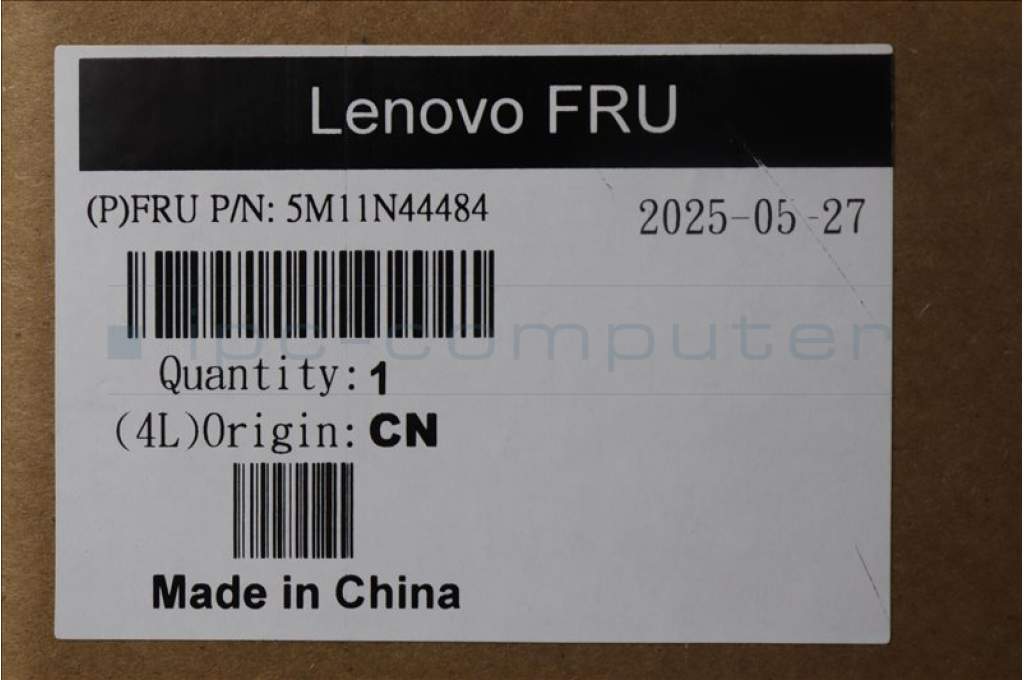 Lenovo FRU
(P)FRU P/N: 5M11N44484
2025-05-27
ipc-computer
Quantity: 1
(4L)Origin: CN
Made in China